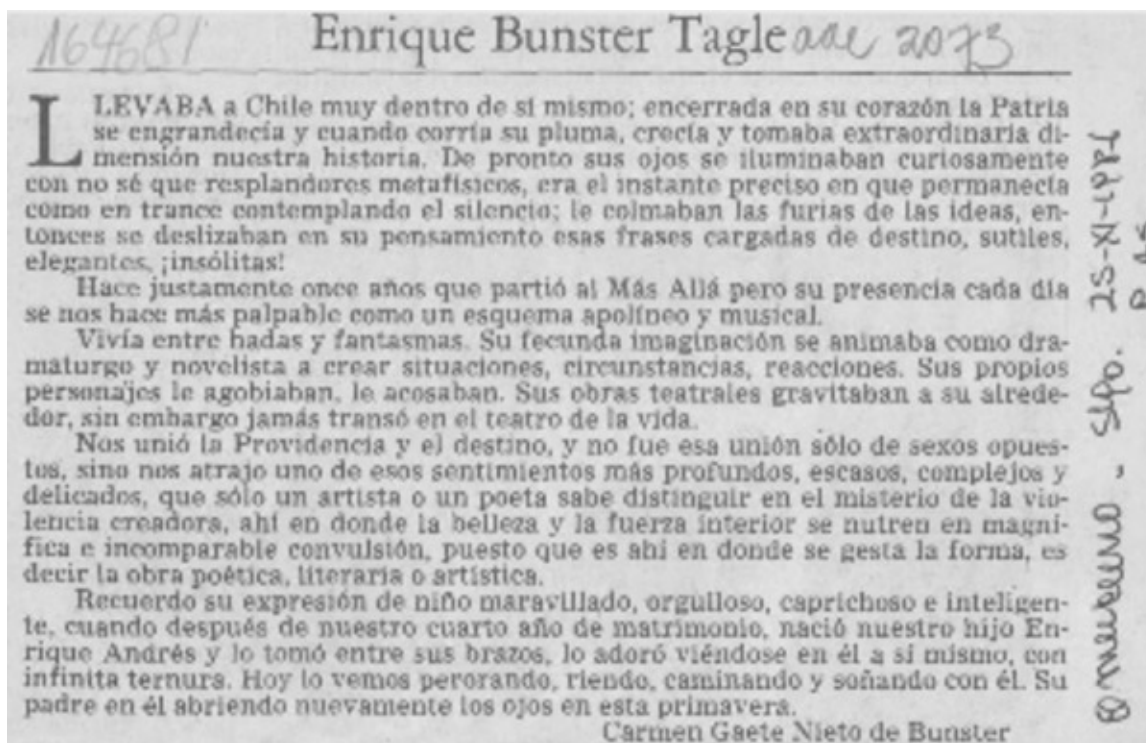 164681
Enrique Bunster Tagle aae 2073
LLEVABA a Chile muy dentro de sí mismo; encerrada en su corazón la Patria
se engrandecía y cuando corría su pluma, crecía y tomaba extraordinaria di-
mensión nuestra historia. De pronto sus ojos se iluminaban curiosamente
con no sé que resplandores metafísicos, era el instante preciso en que permanecía
como en trance contemplando el silencio; le colmaban las furias de las ideas, en-
tonces se deslizaban en su pensamiento esas frases cargadas de destino, sutiles,
elegantes, ¡insólitas!
Hace justamente once años que partió al Más Allá pero su presencia cada día
se nos hace más palpable como un esquema apolíneo y musical.
Vivía entre hadas y fantasmas. Su fecunda imaginación se animaba como dra-
maturgo y novelista a crear situaciones, circunstancias, reacciones. Sus propios
personajes le agobiaban, le acosaban. Sus obras teatrales gravitaban a su alrede-
dor, sin embargo jamás transó en el teatro de la vida.
Nos unió la Providencia y el destino, y no fue esa unión sólo de sexos opues-
tos, sino nos atrajo uno de esos sentimientos más profundos, escasos, complejos y
delicados, que sólo un artista o un poeta sabe distinguir en el misterio de la vio-
lencia creadora, ahí en donde la belleza y la fuerza interior se nutren en magní-
fica e incomparable convulsión, puesto que es ahí en donde se gesta la forma, es
decir la obra poética, literaria o artística.
Recuerdo su expresión de niño maravillado, orgulloso, caprichoso e inteligen-
te, cuando después de nuestro cuarto año de matrimonio, nació nuestro hijo En-
rique Andrés y lo tomó entre sus brazos, lo adoró viéndose en él a sí mismo, con
infinita ternura. Hoy lo vemos perorando, riendo, caminando y soñando con él. Su
padre en él abriendo nuevamente los ojos en esta primavera.
Carmen Gaete Nieto de Bunster
Stgo.